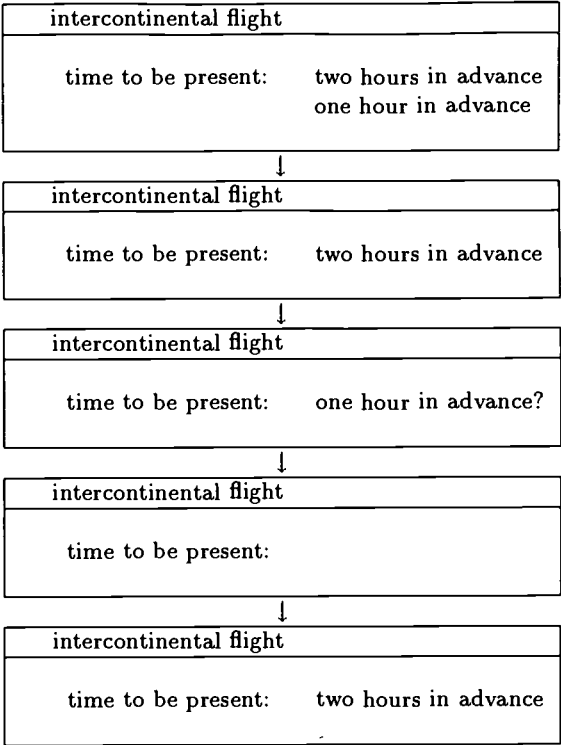 intercontinental flight
time to be present: two hours in advance
one hour in advance
↓
intercontinental flight
time to be present: two hours in advance
↓
intercontinental flight
time to be present: one hour in advance?
↓
intercontinental flight
time to be present:
↓
intercontinental flight
time to be present: two hours in advance